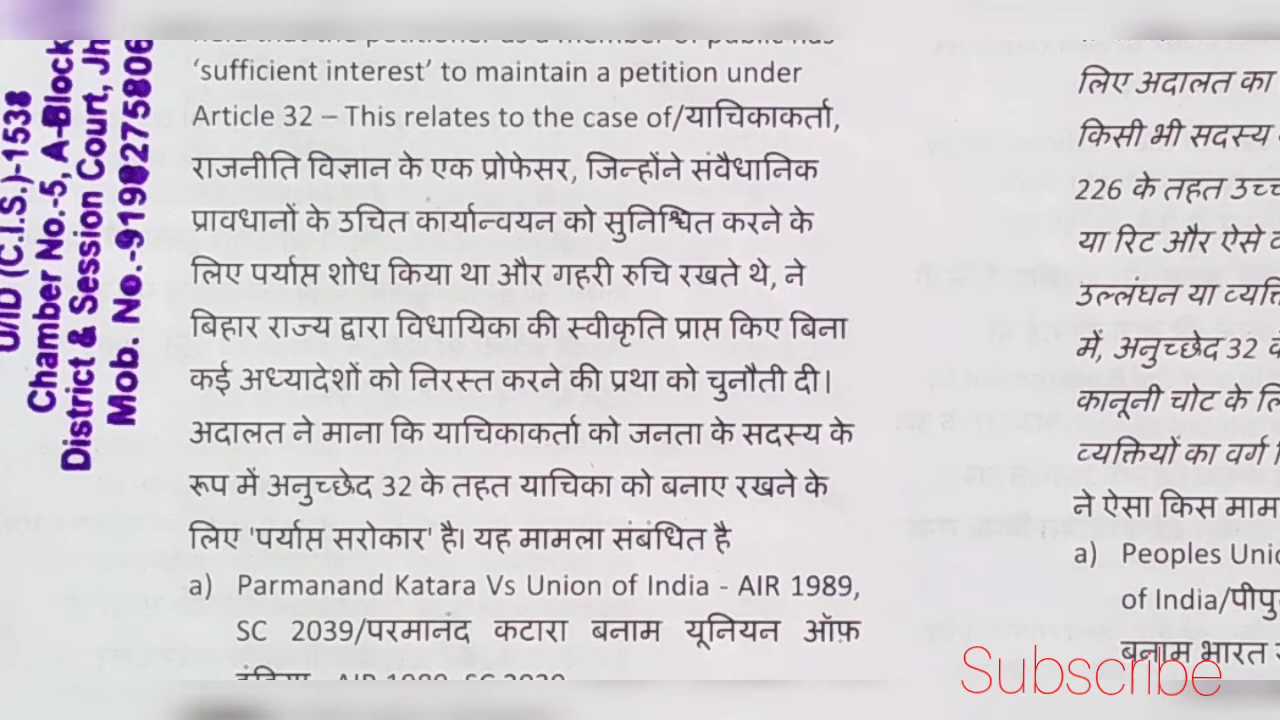 U/ID (C.I.S.)-1538
Chamber No.-5, A-Block
District & Session Court, Jh
Mob. No.-9198275806
'sufficient interest' to maintain a petition under
Article 32 – This relates to the case of/याचिकाकर्ता,
राजनीति विज्ञान के एक प्रोफेसर, जिन्होंने संवैधानिक
प्रावधानों के उचित कार्यान्वयन को सुनिश्चित करने के
लिए पर्याप्त शोध किया था और गहरी रुचि रखते थे, ने
बिहार राज्य द्वारा विधायिका की स्वीकृति प्राप्त किए बिना
कई अध्यादेशों को निरस्त करने की प्रथा को चुनौती दी।
अदालत ने माना कि याचिकाकर्ता को जनता के सदस्य के
रूप में अनुच्छेद 32 के तहत याचिका को बनाए रखने के
लिए 'पर्याप्त सरोकार' है। यह मामला संबंधित है
a) Parmanand Katara Vs Union of India - AIR 1989,
SC 2039/परमानंद कटारा बनाम यूनियन ऑफ़
लिए अदालत का
किसी भी सदस्य
226 के तहत उच्च
या रिट और ऐसे
उल्लंघन या व्यक्ति
में, अनुच्छेद 32
कानूनी चोट के लि
व्यक्तियों का वर्ग
ने ऐसा किस माम
a) Peoples Unio
of India/पीपु
बनाम भारत
Subscribe